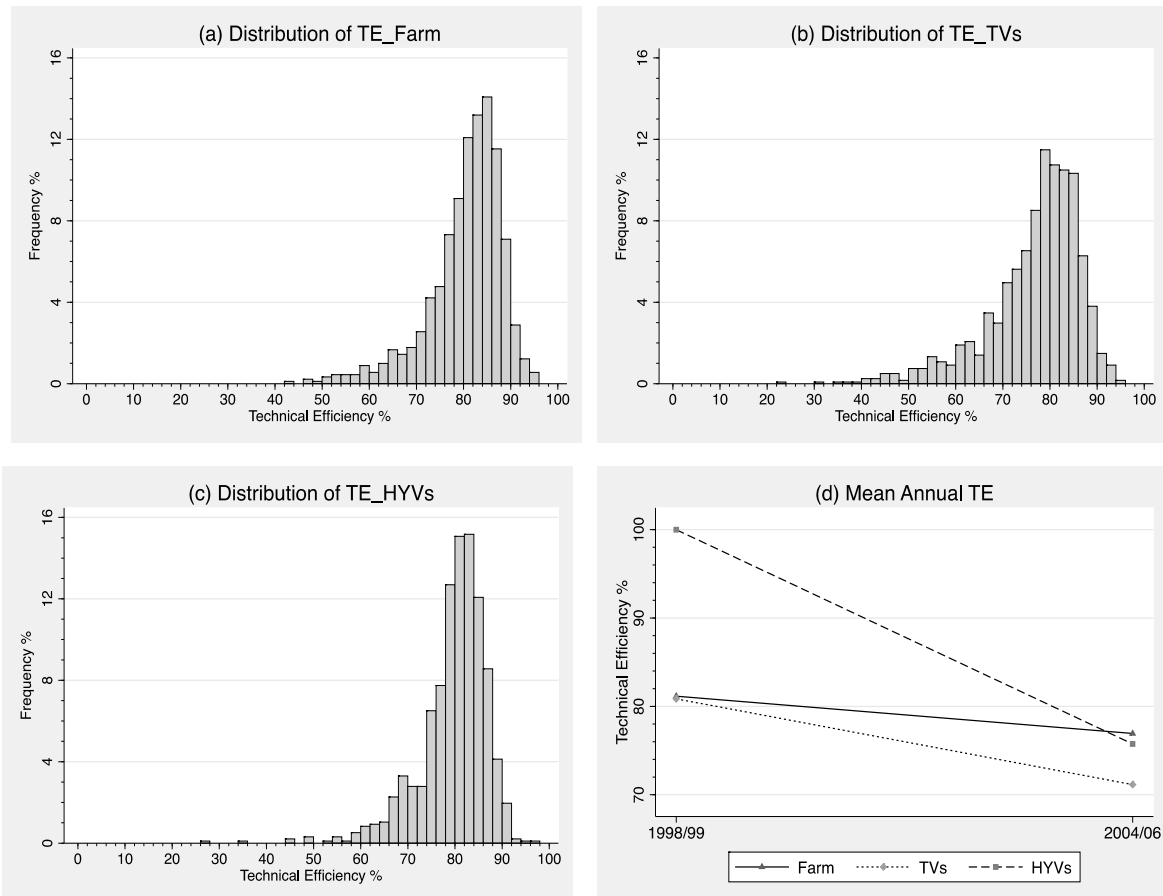 (a) Distribution of TE_Farm
16
12
8
4
0
Frequency %
0 10 20 30 40 50 60 70 80 90 100
Technical Efficiency %
(b) Distribution of TE_TVs
16
12
8
4
0
Frequency %
0 10 20 30 40 50 60 70 80 90 100
Technical Efficiency %
(c) Distribution of TE_HYVs
16
12
8
4
0
Frequency %
0 10 20 30 40 50 60 70 80 90 100
Technical Efficiency %
(d) Mean Annual TE
100
90
80
70
Technical Efficiency %
1998/99 2004/06
Farm TVs HYVs